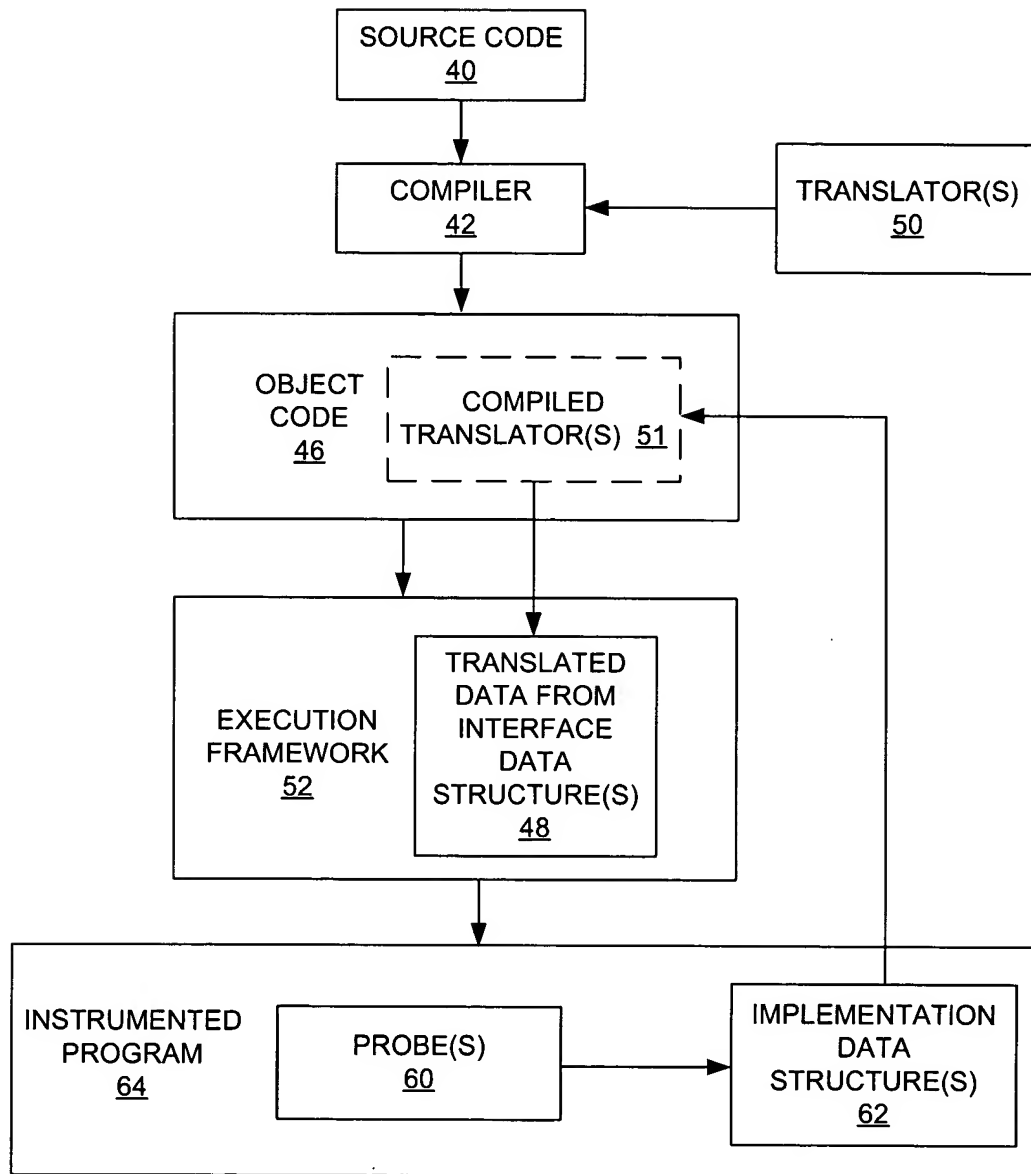 SOURCE CODE
40
COMPILER
42
TRANSLATOR(S)
50
OBJECT
CODE
46
COMPILED
TRANSLATOR(S) 51
EXECUTION
FRAMEWORK
52
TRANSLATED
DATA FROM
INTERFACE
DATA
STRUCTURE(S)
48
INSTRUMENTED
PROGRAM
64
PROBE(S)
60
IMPLEMENTATION
DATA
STRUCTURE(S)
62